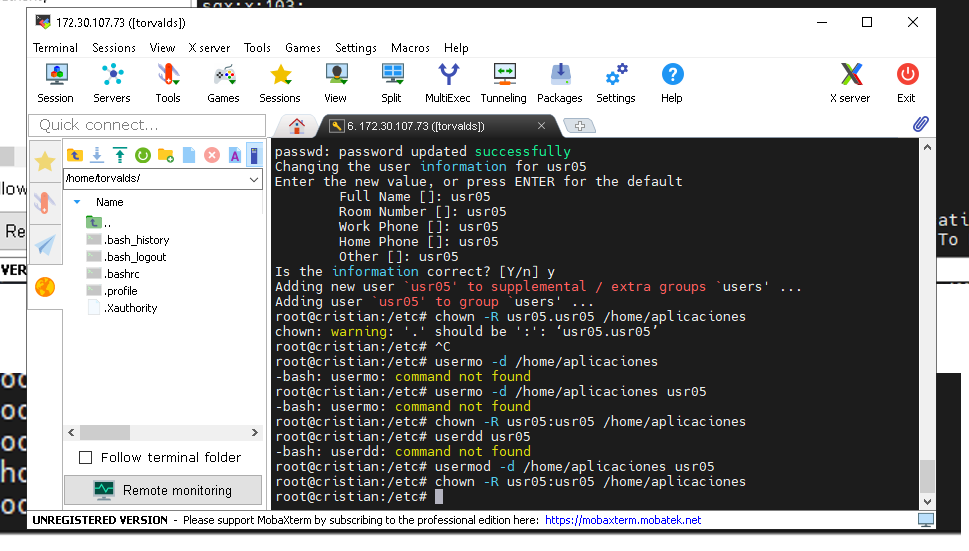 sgx:x:103:
172.30.107.73 ([torvalds])
Terminal Sessions View X server Tools Games Settings Macros Help
Session Servers Tools Games Sessions View Split MultiExec Tunneling Packages Settings Help X server Exit
Quick connect...
6. 172.30.107.73 ([torvalds])
/home/torvalds/
Name
..
.bash_history
.bash_logout
.bashrc
.profile
.Xauthority
Follow terminal folder
Remote monitoring
passwd: password updated successfully
Changing the user information for usr05
Enter the new value, or press ENTER for the default
Full Name []: usr05
Room Number []: usr05
Work Phone []: usr05
Home Phone []: usr05
Other []: usr05
Is the information correct? [Y/n] y
Adding new user `usr05' to supplemental / extra groups `users' ...
Adding user `usr05' to group `users' ...
root@cristian:/etc# chown -R usr05.usr05 /home/aplicaciones
chown: warning: '.' should be ':': ‘usr05.usr05’
root@cristian:/etc# ^C
root@cristian:/etc# usermo -d /home/aplicaciones
-bash: usermo: command not found
root@cristian:/etc# usermo -d /home/aplicaciones usr05
-bash: usermo: command not found
root@cristian:/etc# chown -R usr05:usr05 /home/aplicaciones
root@cristian:/etc# userdd usr05
-bash: userdd: command not found
root@cristian:/etc# usermod -d /home/aplicaciones usr05
root@cristian:/etc# chown -R usr05:usr05 /home/aplicaciones
root@cristian:/etc#
UNREGISTERED VERSION - Please support MobaXterm by subscribing to the professional edition here: https://mobaxterm.mobatek.net